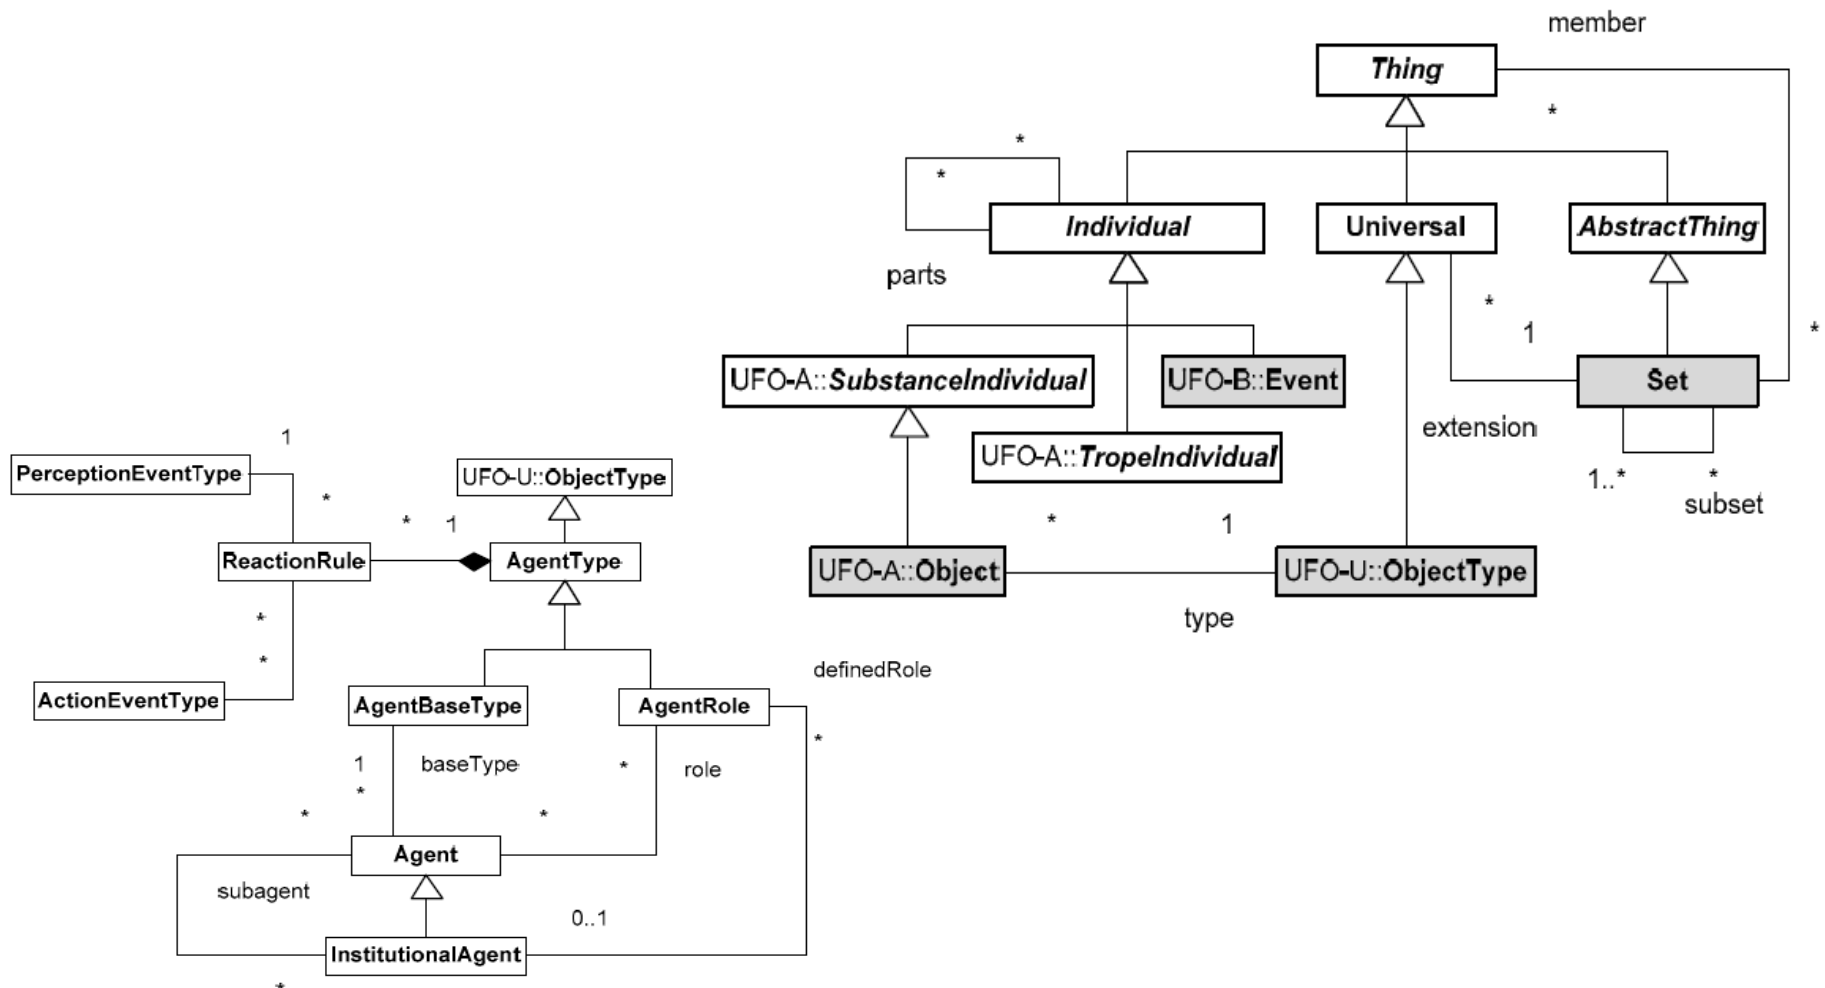 member
Thing
*
*
*
Individual
Universal
AbstractThing
parts
*
1
*
UFO-A::SubstanceIndividual
UFO-B::Event
Set
extension
UFO-A::TropeIndividual
1..*
*
subset
*
1
UFO-A::Object
UFO-U::ObjectType
type
1
PerceptionEventType
UFO-U::ObjectType
*
*
1
ReactionRule
AgentType
*
*
ActionEventType
AgentBaseType
AgentRole
definedRole
*
1
baseType
*
role
*
*
*
Agent
subagent
0..1
InstitutionalAgent
*